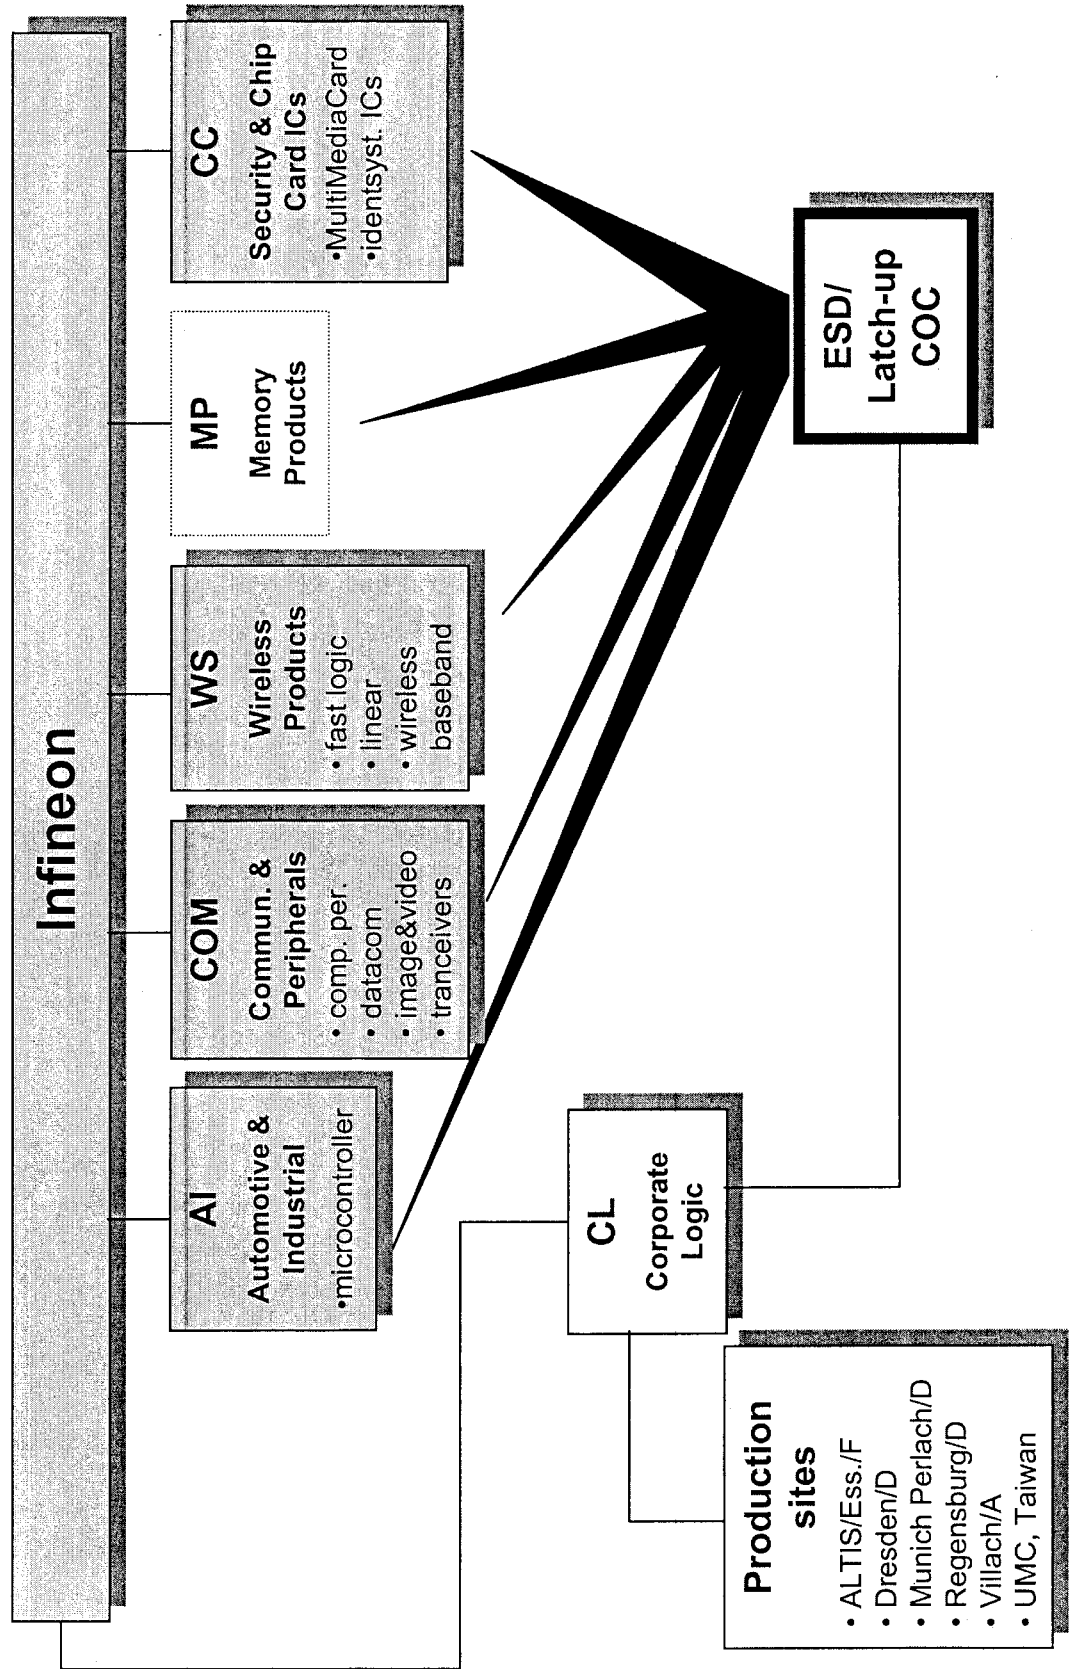 Infineon
AI
Automotive &
Industrial
•microcontroller
COM
Commun. &
Peripherals
• comp. per.
• datacom
• image&video
• tranceivers
WS
Wireless
Products
• fast logic
• linear
• wireless
baseband
MP
Memory
Products
CC
Security & Chip
Card ICs
•MultiMediaCard
•identsyst. ICs
CL
Corporate
Logic
ESD/
Latch-up
COC
Production
sites
• ALTIS/Ess./F
• Dresden/D
• Munich Perlach/D
• Regensburg/D
• Villach/A
• UMC, Taiwan